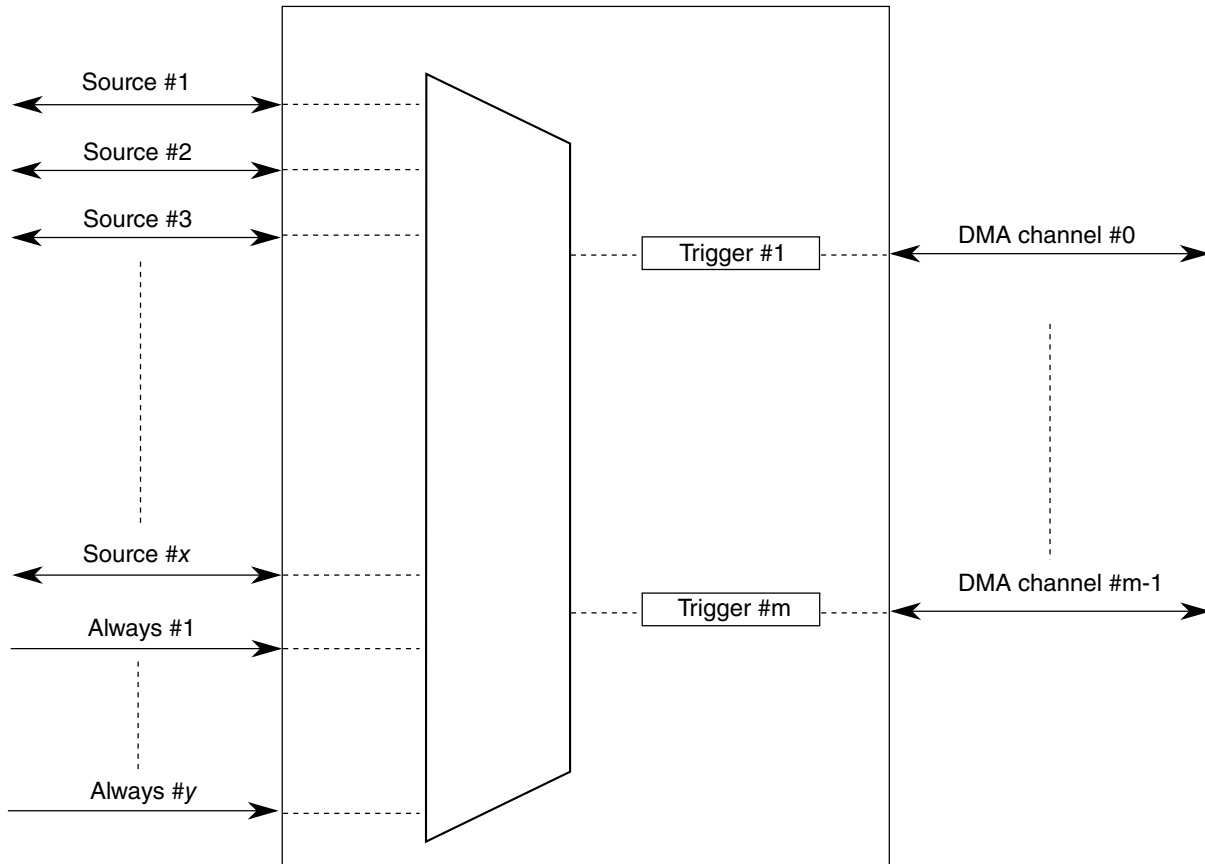 Source #1
Source #2
Source #3
Trigger #1
DMA channel #0
Source #x
Trigger #m
DMA channel #m-1
Always #1
Always #y